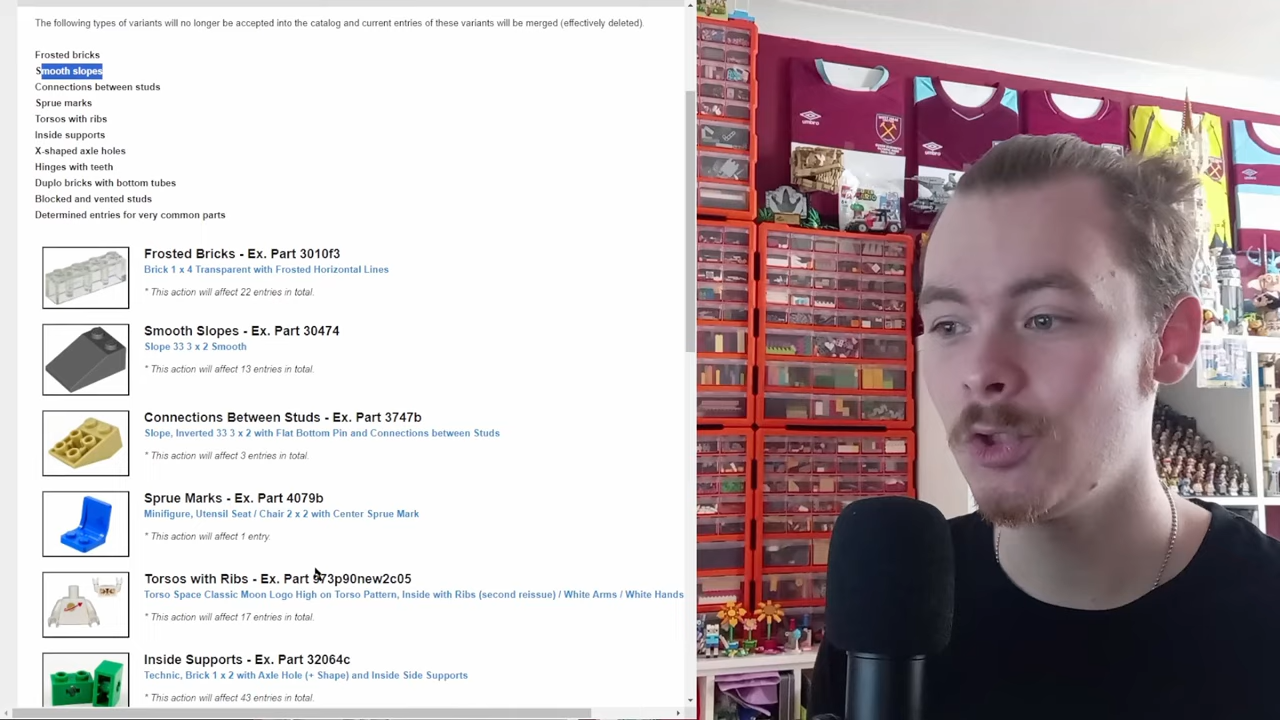 The following types of variants will no longer be accepted into the catalog and current entries of these variants will be merged (effectively deleted).
Frosted bricks
Smooth slopes
Connections between studs
Sprue marks
Torsos with ribs
Inside supports
X-shaped axle holes
Hinges with teeth
Duplo bricks with bottom tubes
Blocked and vented studs
Determined entries for very common parts
Frosted Bricks - Ex. Part 3010f3
Brick 1 x 4 Transparent with Frosted Horizontal Lines
* This action will affect 22 entries in total.
Smooth Slopes - Ex. Part 30474
Slope 33 3 x 2 Smooth
* This action will affect 13 entries in total.
Connections Between Studs - Ex. Part 3747b
Slope, Inverted 33 3 x 2 with Flat Bottom Pin and Connections between Studs
* This action will affect 3 entries in total.
Sprue Marks - Ex. Part 4079b
Minifigure, Utensil Seat / Chair 2 x 2 with Center Sprue Mark
* This action will affect 1 entry.
Torsos with Ribs - Ex. Part 973p90new2c05
Torso Space Classic Moon Logo High on Torso Pattern, Inside with Ribs (second reissue) / White Arms / White Hands
* This action will affect 17 entries in total.
Inside Supports - Ex. Part 32064c
Technic, Brick 1 x 2 with Axle Hole (+ Shape) and Inside Side Supports
* This action will affect 43 entries in total.
umbro
umbro
umbro